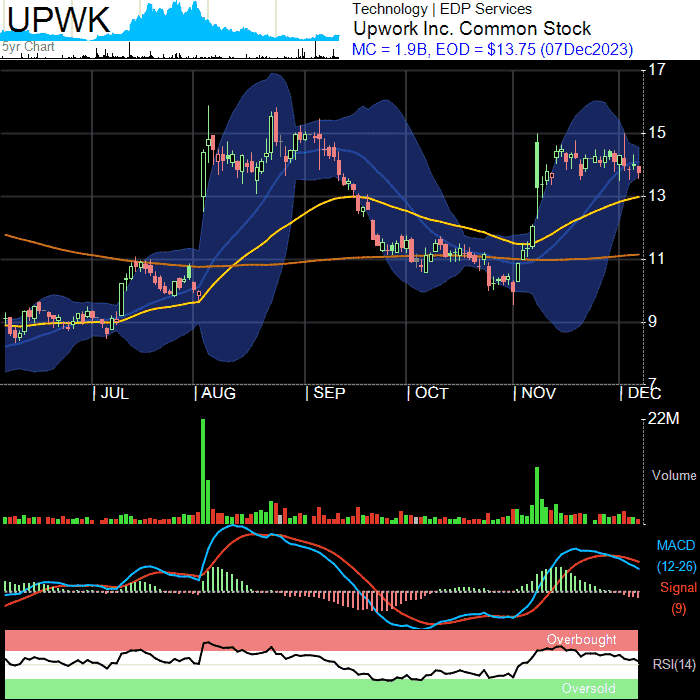 UPWK
5yr Chart
Technology | EDP Services
Upwork Inc. Common Stock
MC = 1.9B, EOD = $13.75 (07Dec2023)
17
15
13
11
9
7
JUL
AUG
SEP
OCT
NOV
DEC
22M
Volume
MACD
(12-26)
Signal
(9)
Overbought
RSI(14)
Oversold